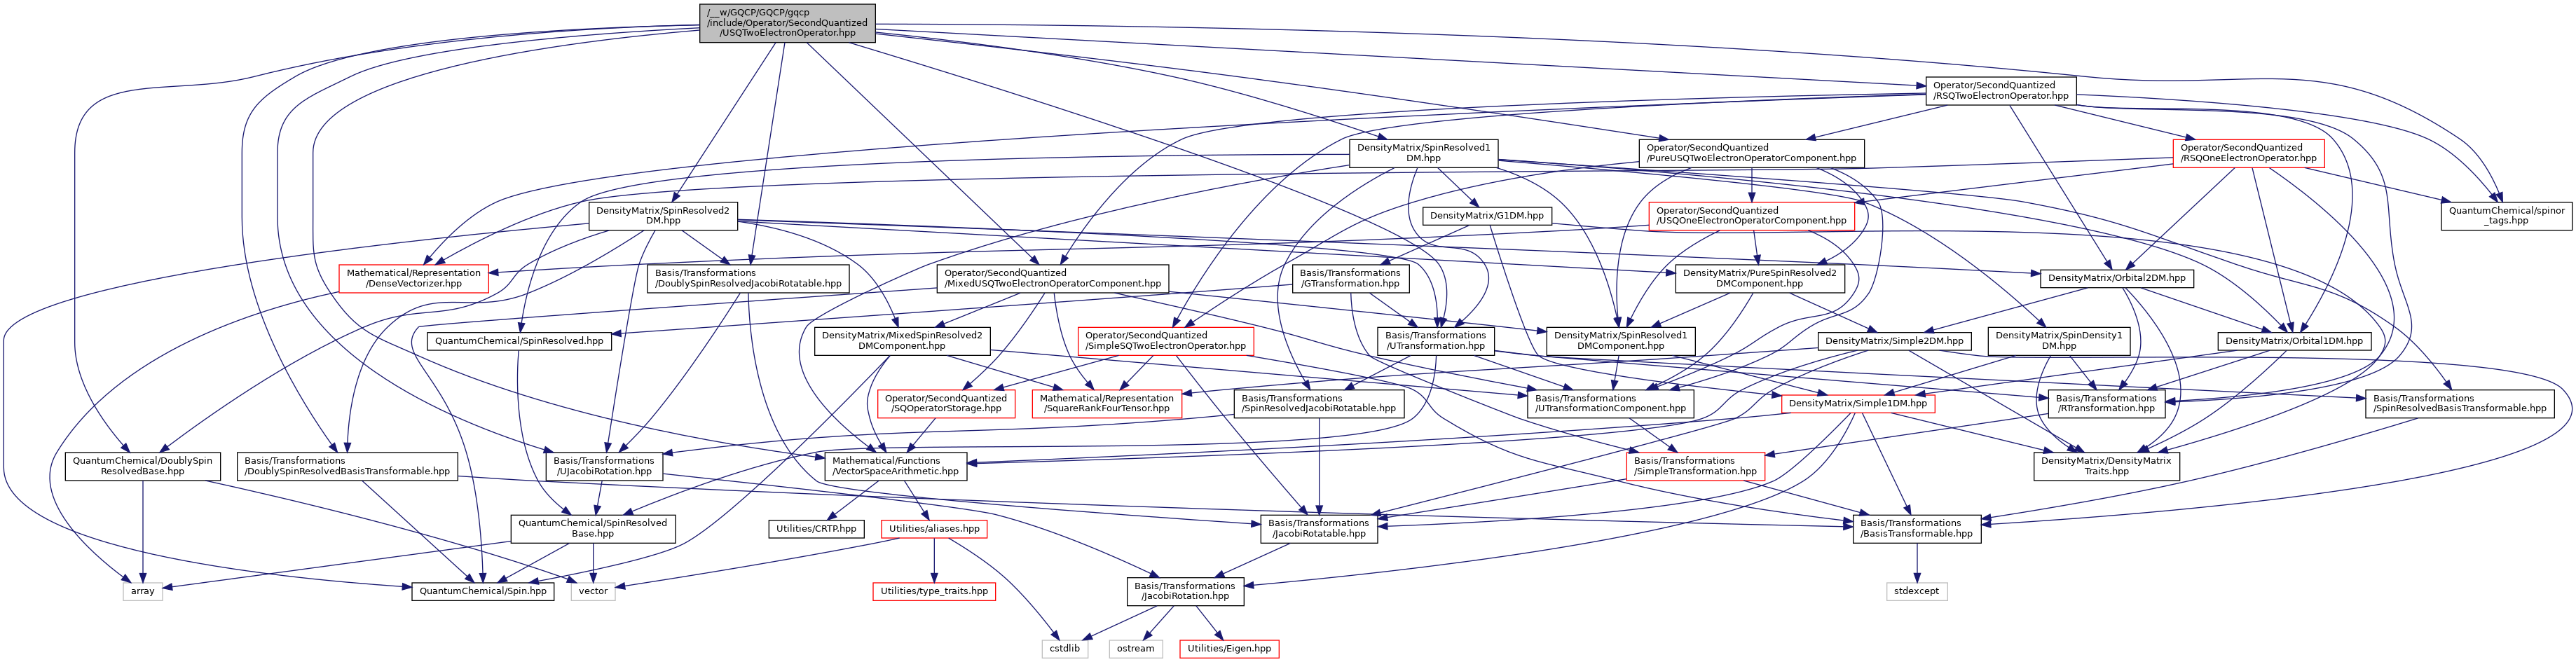 /__w/GQCP/GQCP/gqcp
/include/Operator/SecondQuantized
/USQTwoElectronOperator.hpp
Operator/SecondQuantized
/RSQTwoElectronOperator.hpp
DensityMatrix/SpinResolved1
DM.hpp
Operator/SecondQuantized
/PureUSQTwoElectronOperatorComponent.hpp
Operator/SecondQuantized
/RSQOneElectronOperator.hpp
DensityMatrix/SpinResolved2
DM.hpp
DensityMatrix/G1DM.hpp
Operator/SecondQuantized
/USQOneElectronOperatorComponent.hpp
QuantumChemical/spinor
_tags.hpp
Mathematical/Representation
/DenseVectorizer.hpp
Basis/Transformations
/DoublySpinResolvedJacobiRotatable.hpp
Operator/SecondQuantized
/MixedUSQTwoElectronOperatorComponent.hpp
Basis/Transformations
/GTransformation.hpp
DensityMatrix/PureSpinResolved2
DMComponent.hpp
DensityMatrix/Orbital2DM.hpp
QuantumChemical/SpinResolved.hpp
DensityMatrix/MixedSpinResolved2
DMComponent.hpp
Operator/SecondQuantized
/SimpleSQTwoElectronOperator.hpp
Basis/Transformations
/UTransformation.hpp
DensityMatrix/SpinResolved1
DMComponent.hpp
DensityMatrix/Simple2DM.hpp
DensityMatrix/SpinDensity1
DM.hpp
DensityMatrix/Orbital1DM.hpp
Operator/SecondQuantized
/SQOperatorStorage.hpp
Mathematical/Representation
/SquareRankFourTensor.hpp
Basis/Transformations
/SpinResolvedJacobiRotatable.hpp
Basis/Transformations
/UTransformationComponent.hpp
DensityMatrix/Simple1DM.hpp
Basis/Transformations
/RTransformation.hpp
Basis/Transformations
/SpinResolvedBasisTransformable.hpp
QuantumChemical/DoublySpin
ResolvedBase.hpp
Basis/Transformations
/DoublySpinResolvedBasisTransformable.hpp
Basis/Transformations
/UJacobiRotation.hpp
Mathematical/Functions
/VectorSpaceArithmetic.hpp
Basis/Transformations
/SimpleTransformation.hpp
DensityMatrix/DensityMatrix
Traits.hpp
QuantumChemical/SpinResolved
Base.hpp
Utilities/CRTP.hpp
Utilities/aliases.hpp
Basis/Transformations
/JacobiRotatable.hpp
Basis/Transformations
/BasisTransformable.hpp
array
QuantumChemical/Spin.hpp
vector
Utilities/type_traits.hpp
Basis/Transformations
/JacobiRotation.hpp
stdexcept
cstdlib
ostream
Utilities/Eigen.hpp